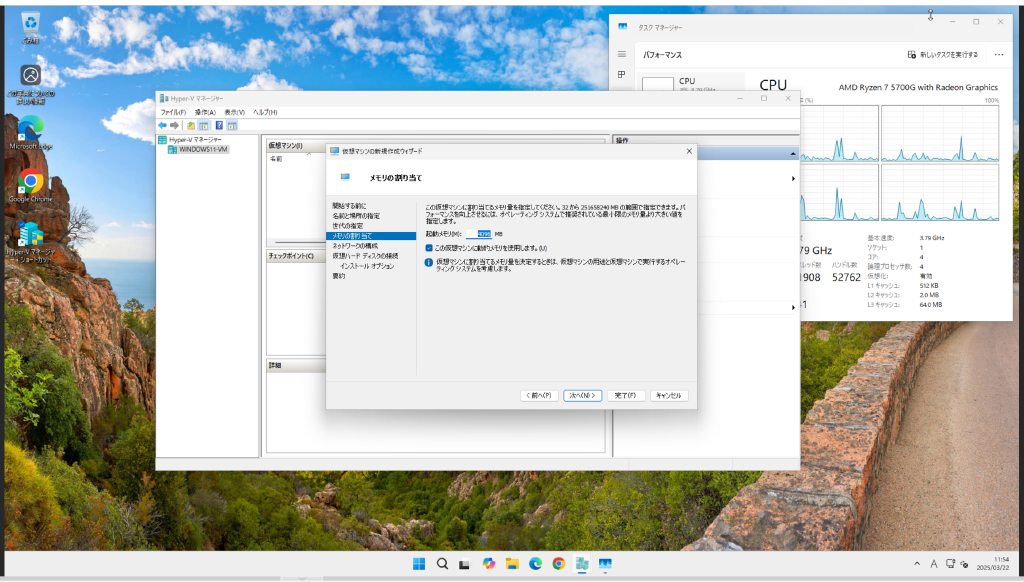 ごみ箱
Microsoft Edge
Google Chrome
タスク マネージャー
パフォーマンス
新しいタスクを実行する
CPU
CPU
AMD Ryzen 7 5700G with Radeon Graphics
100%
基本速度: 3.79 GHz
ソケット: 1
コア: 4
論理プロセッサ数: 4
仮想化: 有効
L1 キャッシュ: 512 KB
L2 キャッシュ: 2.0 MB
L3 キャッシュ: 64.0 MB
79 GHz
ハンドル数
908 52762
Hyper-V マネージャー
ファイル(F) 操作(A) 表示(V) ヘルプ(H)
Hyper-V マネージャー
WINDOWS11-VM
仮想マシン(I)
名前
チェックポイント(C)
詳細
操作
仮想マシンの新規作成ウィザード
メモリの割り当て
開始する前に
名前と場所の指定
世代の指定
メモリの割り当て
ネットワークの構成
仮想ハード ディスクの接続
インストール オプション
要約
この仮想マシンに割り当てるメモリ量を指定してください。32 から 251658240 MB の範囲で指定できます。パ
フォーマンスを向上させるには、オペレーティング システムで推奨されている最小限のメモリ量より大きい値を
指定します。
起動メモリ(M): 4096 MB
この仮想マシンに動的メモリを使用します。(U)
仮想マシンに割り当てるメモリ量を決定するときは、仮想マシンの用途と仮想マシンで実行するオペレー
ティング システムを考慮します。
< 前へ(P) 次へ(N) > 完了(F) キャンセル
11:54
2025/03/22